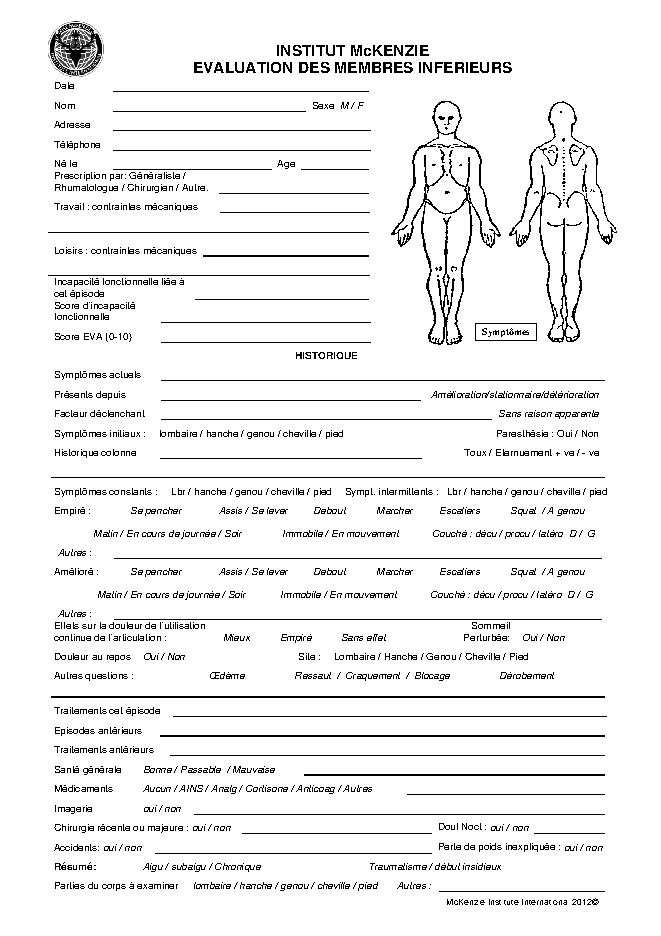 INSTITUT McKENZIE
EVALUATION DES MEMBRES INFERIEURS
Date
Nom Sexe M / F
Adresse
Téléphone
Né le Age
Prescription par: Généraliste /
Rhumatologue / Chirurgien / Autre.
Travail : contraintes mécaniques
Loisirs : contraintes mécaniques
Incapacité fonctionnelle liée à
cet épisode
Score d'incapacité
fonctionnelle
Score EVA (0-10)
Symptômes
HISTORIQUE
Symptômes actuels
Présents depuis Amélioration/stationnaire/détérioration
Facteur déclenchant Sans raison apparente
Symptômes initiaux : lombaire / hanche / genou / cheville / pied Paresthésie : Oui / Non
Historique colonne Toux / Eternuement + ve / - ve
Symptômes constants : Lbr / hanche / genou / cheville / pied Sympt. intermittents : Lbr / hanche / genou / cheville / pied
Empiré : Se pencher Assis / Se lever Debout Marcher Escaliers Squat / A genou
Matin / En cours de journée / Soir Immobile / En mouvement Couché : décu / procu / latéro D / G
Autres :
Amélioré : Se pencher Assis / Se lever Debout Marcher Escaliers Squat / A genou
Matin / En cours de journée / Soir Immobile / En mouvement Couché : décu / procu / latéro D / G
Autres :
Effets sur la douleur de l'utilisation Sommeil
continue de l'articulation : Mieux Empiré Sans effet Perturbée: Oui / Non
Douleur au repos Oui / Non Site : Lombaire / Hanche / Genou / Cheville / Pied
Autres questions : Œdème Ressaut / Craquement / Blocage Dérobement
Traitements cet épisode
Episodes antérieurs
Traitements antérieurs
Santé générale Bonne / Passable / Mauvaise
Médicaments Aucun / AINS / Analg / Cortisone / Anticoag / Autres
Imagerie oui / non
Chirurgie récente ou majeure : oui / non Doul Noct : oui / non
Accidents: oui / non Perte de poids inexpliquée : oui / non
Résumé: Aigu / subaigu / Chronique Traumatisme / début insidieux
Parties du corps à examiner lombaire / hanche / genou / cheville / pied Autres :
McKenzie Institute International 2012©